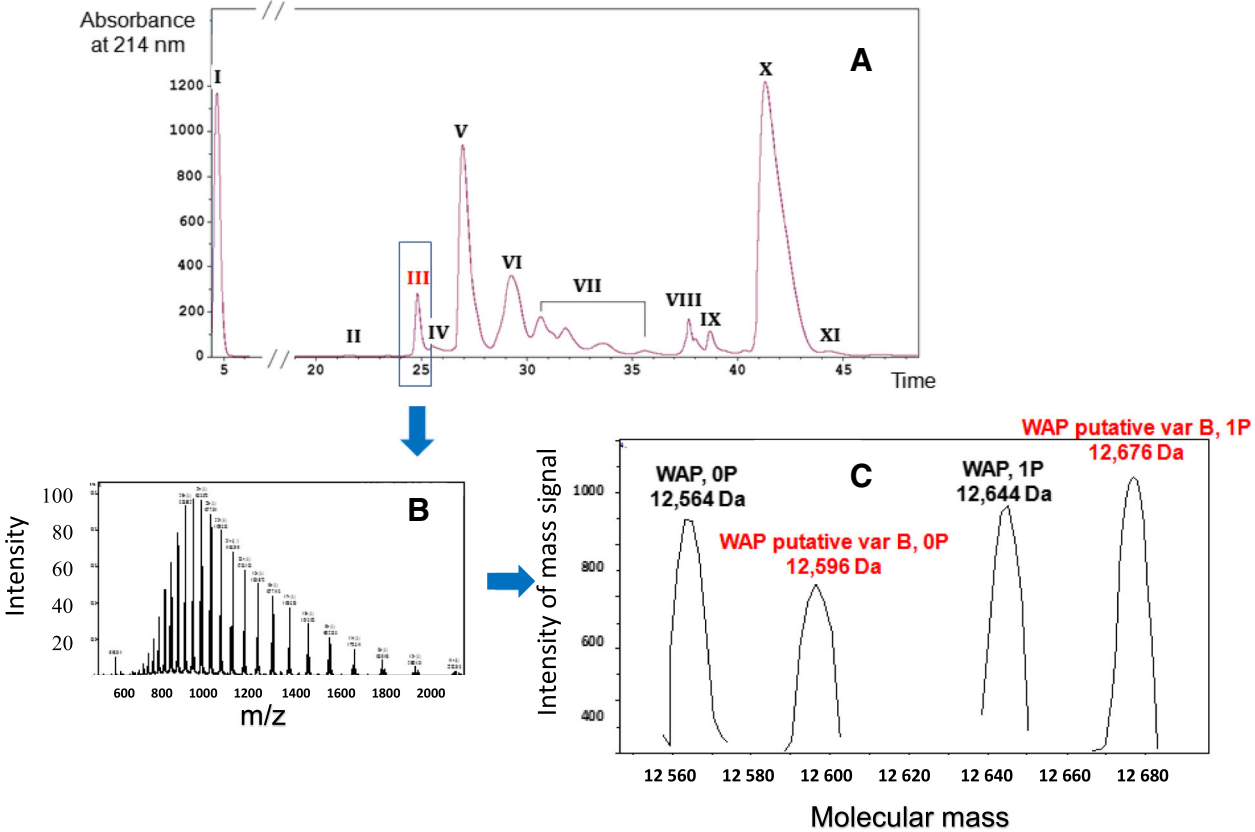 Absorbance
at 214 nm
A
I
II
III
IV
V
VI
VII
VIII
IX
X
XI
1200
1000
800
600
400
200
0
5 20 25 30 35 40 45
Time
B
Intensity
100
80
60
40
20
600 800 1000 1200 1400 1600 1800 2000
m/z
C
Intensity of mass signal
1000
800
600
400
WAP, 0P
12,564 Da
WAP putative var B, 0P
12,596 Da
WAP, 1P
12,644 Da
WAP putative var B, 1P
12,676 Da
12 560 12 580 12 600 12 620 12 640 12 660 12 680
Molecular mass